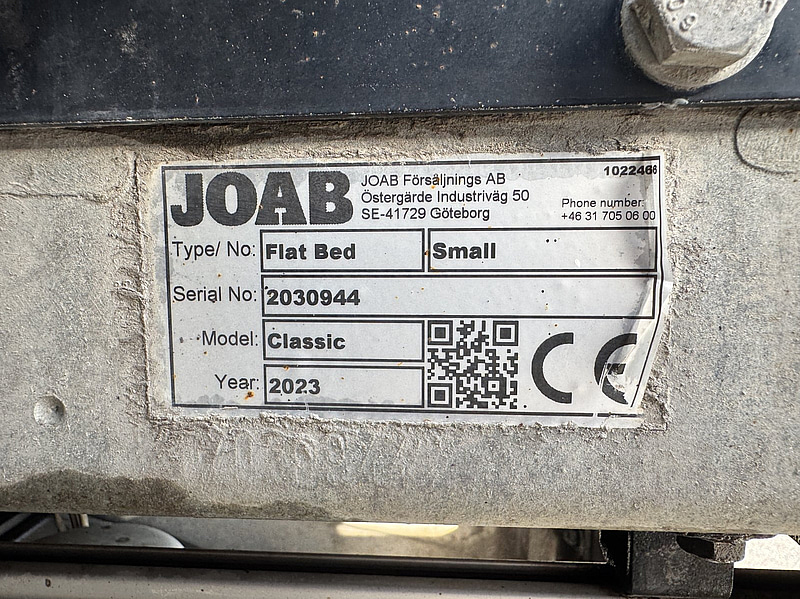 JOAB
JOAB Försäljnings AB
Östergärde Industriväg 50
SE-41729 Göteborg
1022466
Phone number:
+46 31 705 06 00
Type/ No: Flat Bed Small
Serial No: 2030944
Model: Classic
Year: 2023
CE